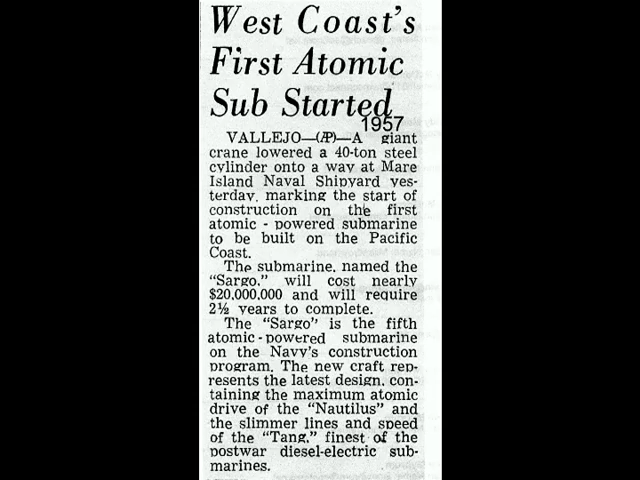 West Coast's
First Atomic
Sub Started
1957
VALLEJO—(AP)—A giant
crane lowered a 40-ton steel
cylinder onto a way at Mare
Island Naval Shipyard yes-
terday, marking the start of
construction on the first
atomic - powered submarine
to be built on the Pacific
Coast.
The submarine, named the
"Sargo," will cost nearly
$20,000,000 and will require
2½ years to complete.
The "Sargo" is the fifth
atomic-powered submarine
on the Navy's construction
program. The new craft rep-
resents the latest design, con-
taining the maximum atomic
drive of the "Nautilus" and
the slimmer lines and speed
of the "Tang," finest of the
postwar diesel-electric sub-
marines.